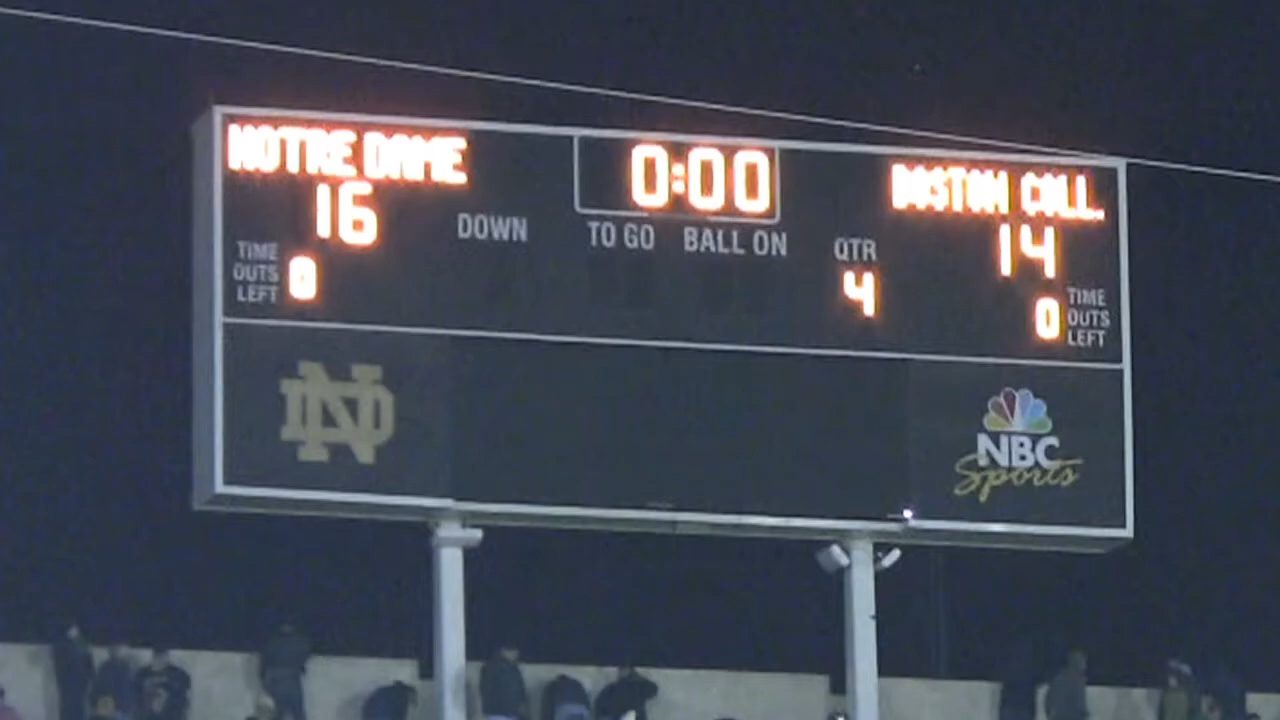 NOTRE DAME
16
0:00
BOSTON COLL.
14
DOWN
TO GO
BALL ON
QTR
4
TIME
OUTS
LEFT
0
0
TIME
OUTS
LEFT
ND
NBC
Sports